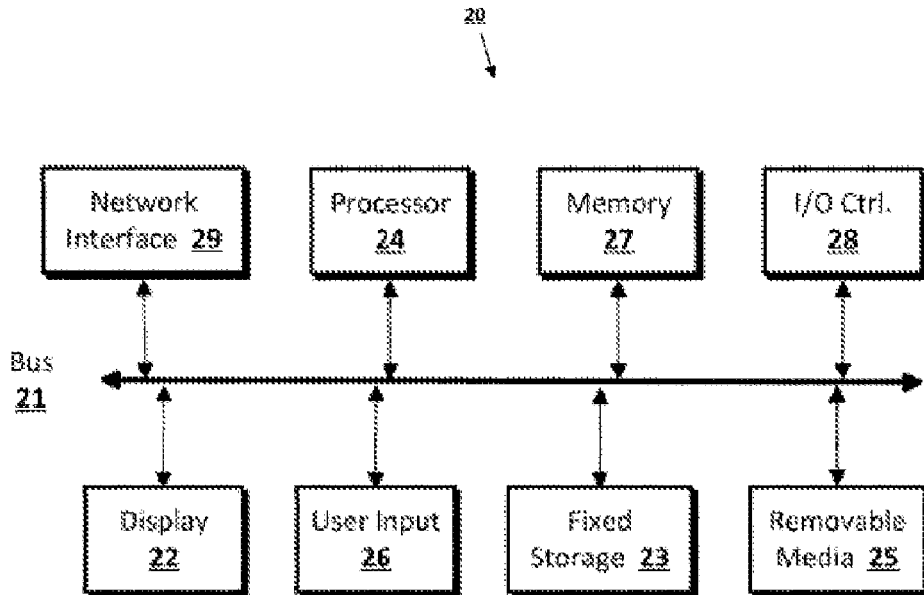 20
Network
Interface 29
Processor
24
Memory
27
I/O Ctrl.
28
Bus
21
Display
22
User Input
26
Fixed
Storage 23
Removable
Media 25